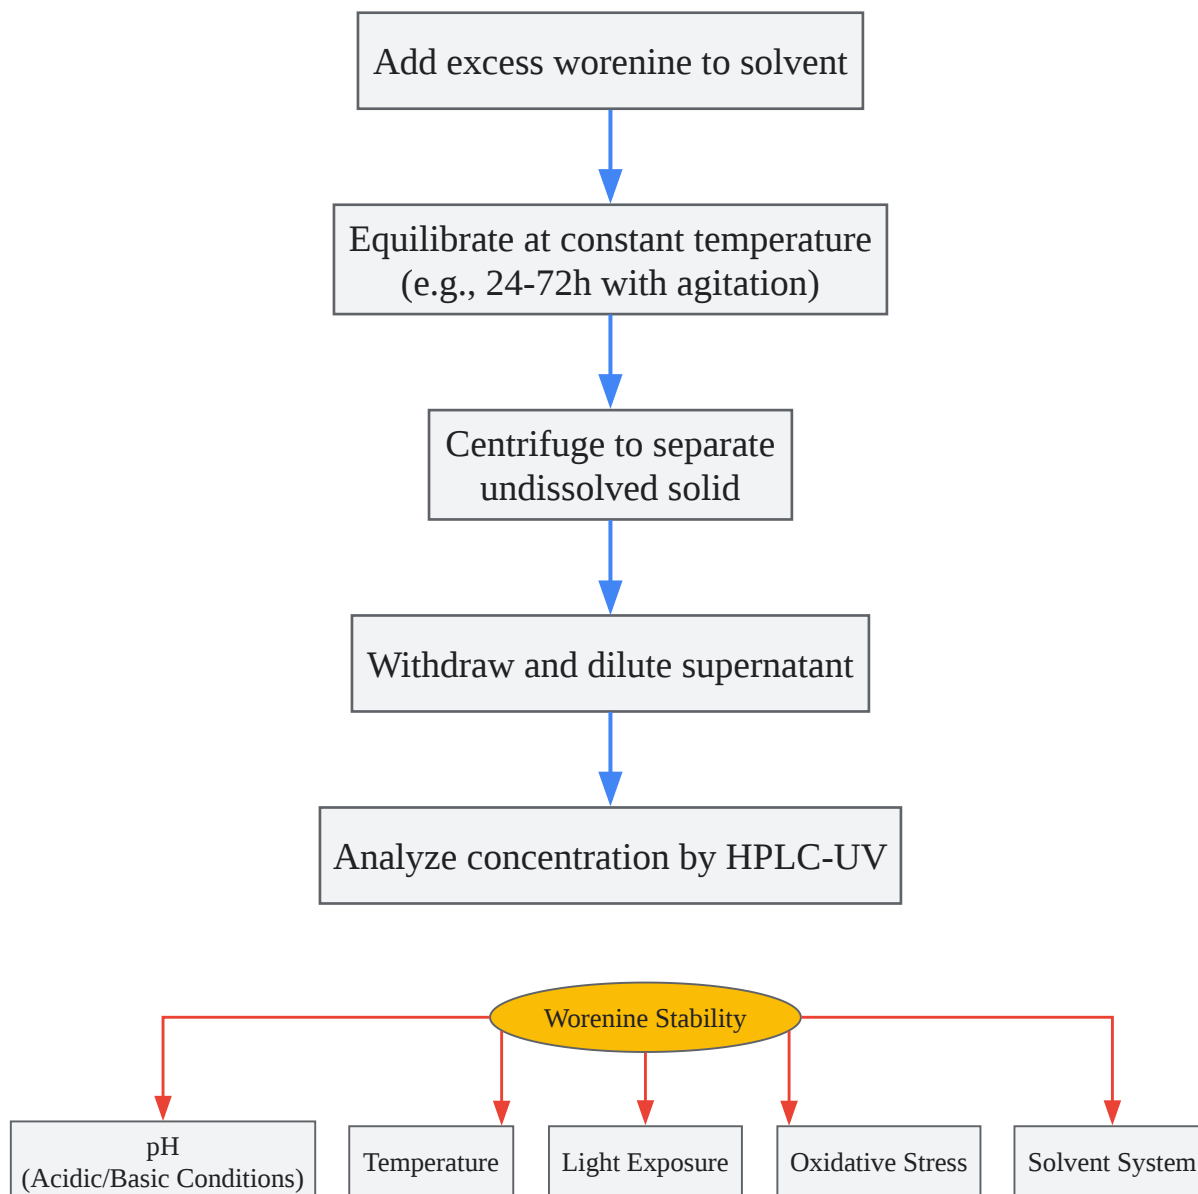 Add excess worenine to solvent
Equilibrate at constant temperature
(e.g., 24-72h with agitation)
Centrifuge to separate
undissolved solid
Withdraw and dilute supernatant
Analyze concentration by HPLC-UV
Worenine Stability
pH
(Acidic/Basic Conditions)
Temperature
Light Exposure
Oxidative Stress
Solvent System